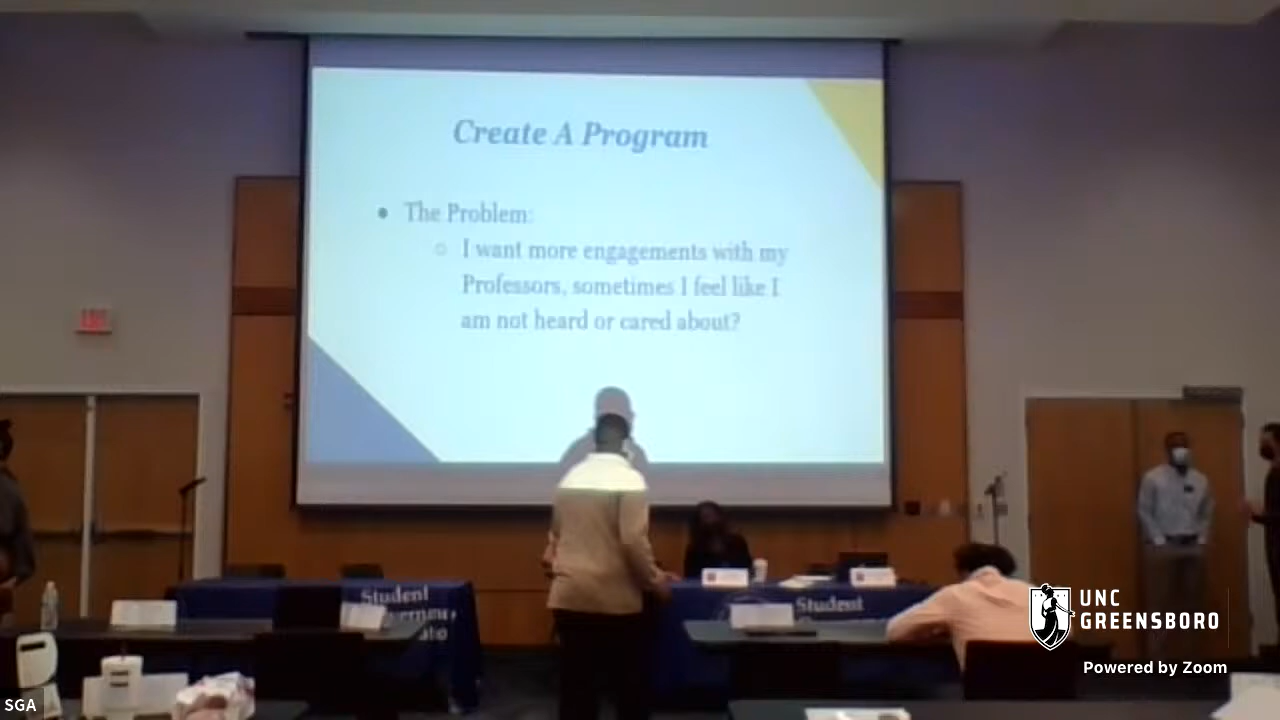 Create A Program
The Problem:
I want more engagements with my
Professors, sometimes I feel like I
am not heard or cared about?
Student
Student
UNC
GREENSBORO
Powered by Zoom
SGA